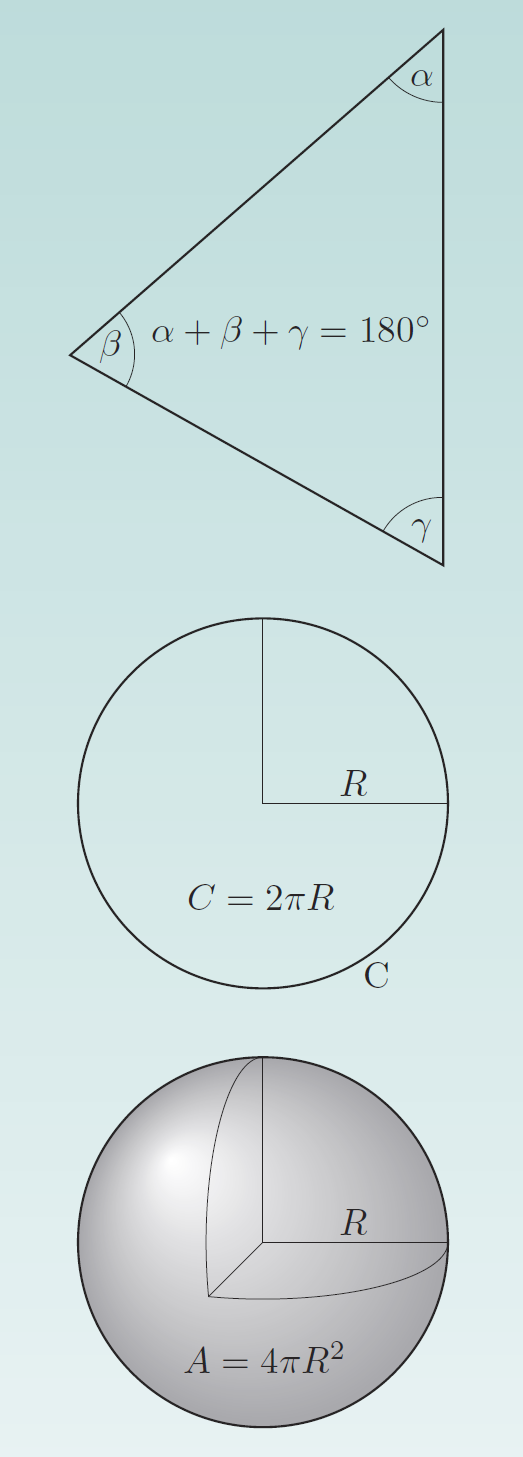 α
β α + β + γ = 180°
γ
R
C = 2πR
C
R
A = 4πR²